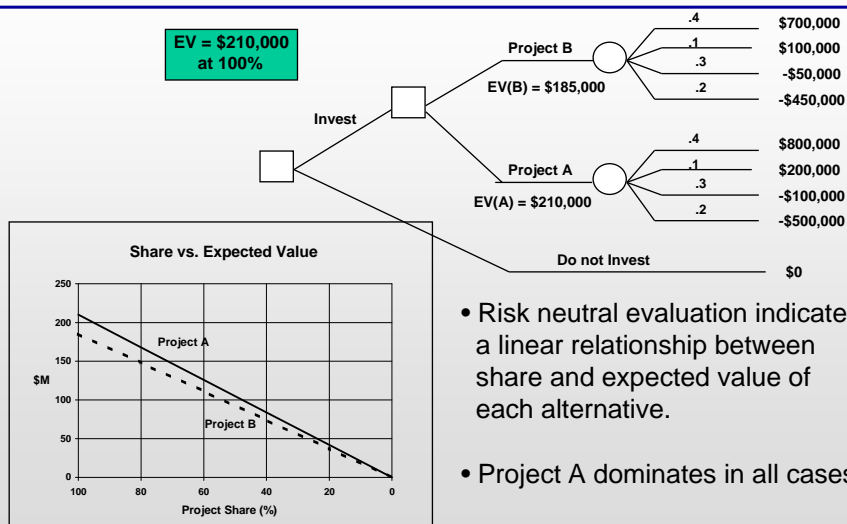 EV = $210,000
at 100%
.4
$700,000
Project B
.1
$100,000
.3
-$50,000
EV(B) = $185,000
.2
-$450,000
Invest
.4
$800,000
Project A
.1
$200,000
.3
-$100,000
EV(A) = $210,000
.2
-$500,000
Do not Invest
$0
Share vs. Expected Value
250
200
150
100
50
0
$M
Project A
Project B
100 80 60 40 20 0
Project Share (%)
• Risk neutral evaluation indicate
a linear relationship between
share and expected value of
each alternative.
• Project A dominates in all cases